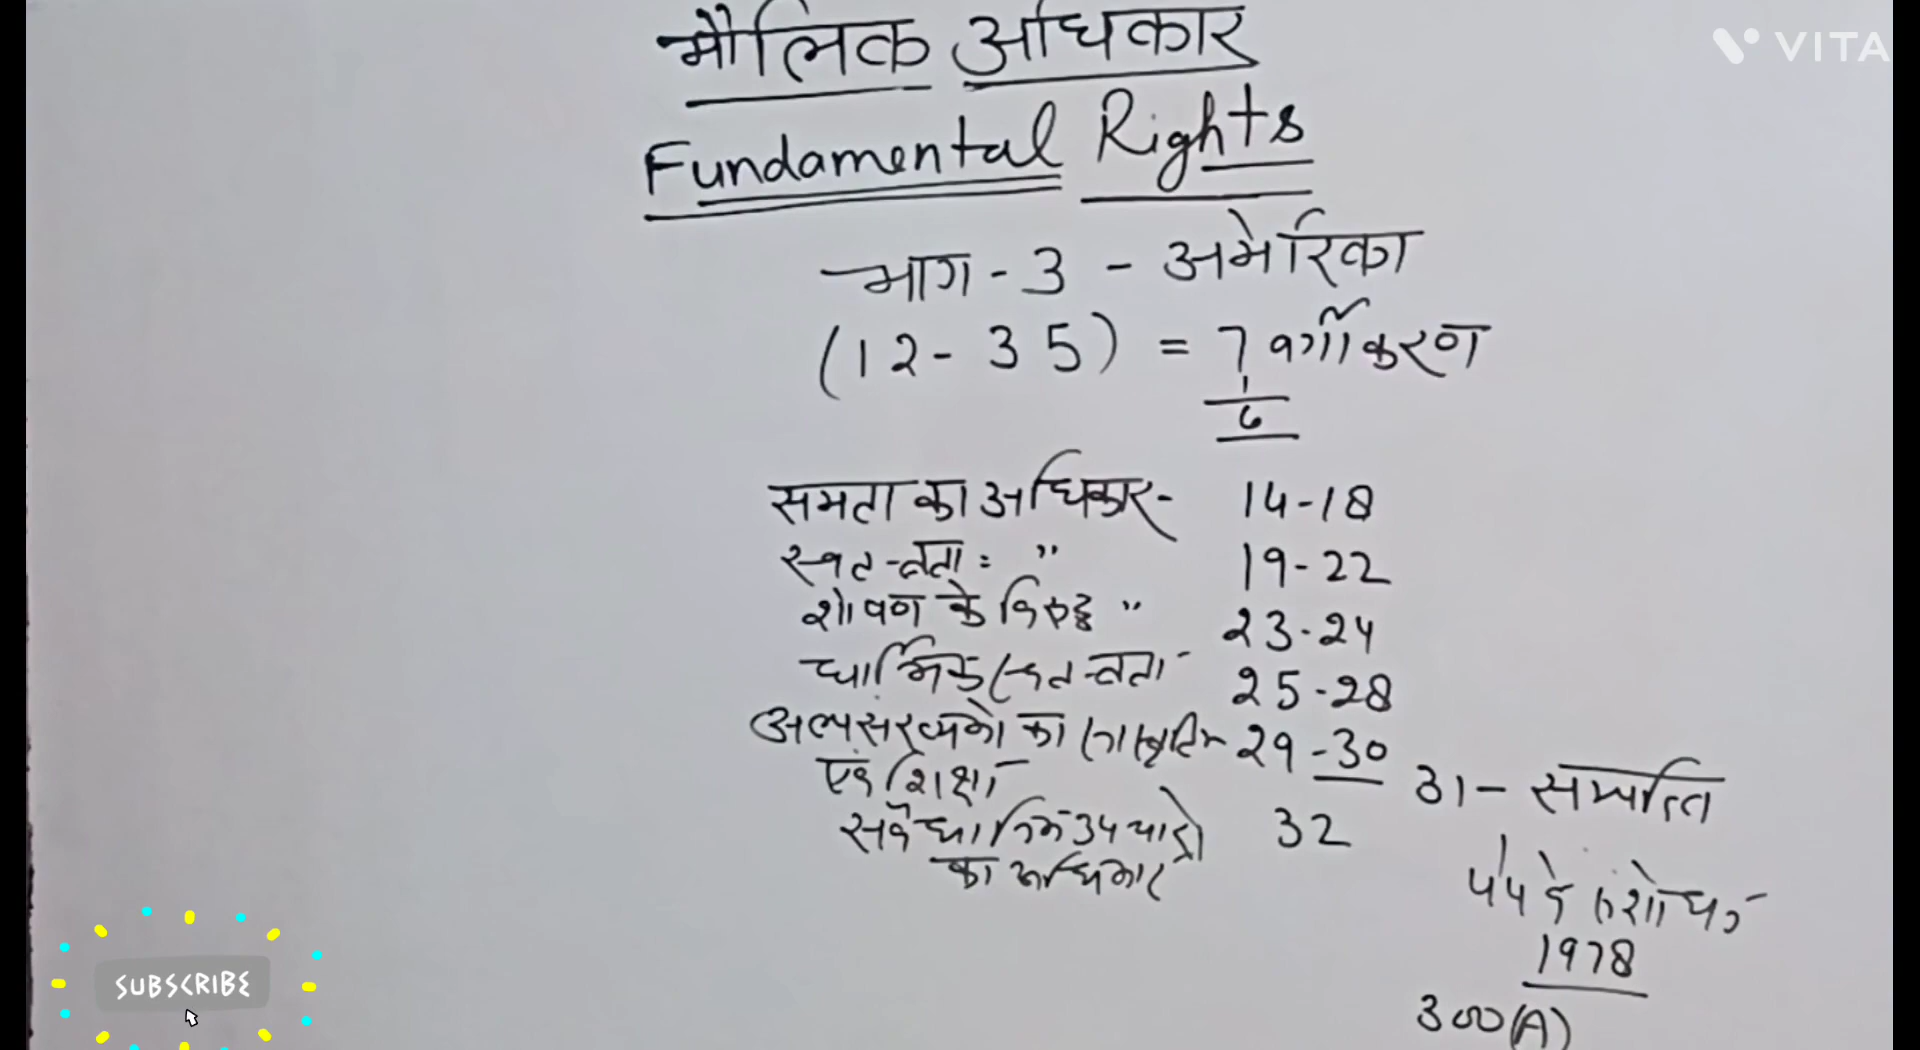 VITA
मौलिक अधिकार
Fundamental Rights
भाग - 3 - अमेरिका
(12 - 35) = 7 वर्गीकरण
6
समता का अधिकार - 14-18
स्वतन्त्रता = " 19-22
शोषण के विरुद्ध " 23-24
धार्मिक स्वतन्त्रता - 25-28
अल्पसंख्यको का सांस्कृतिक 29-30
एवं शिक्षा
31 - सम्पत्ति
सवैधानिक उपचारो 32
का अधिकार
44 वे संशोधन
1978
300(A)
SUBSCRIBE